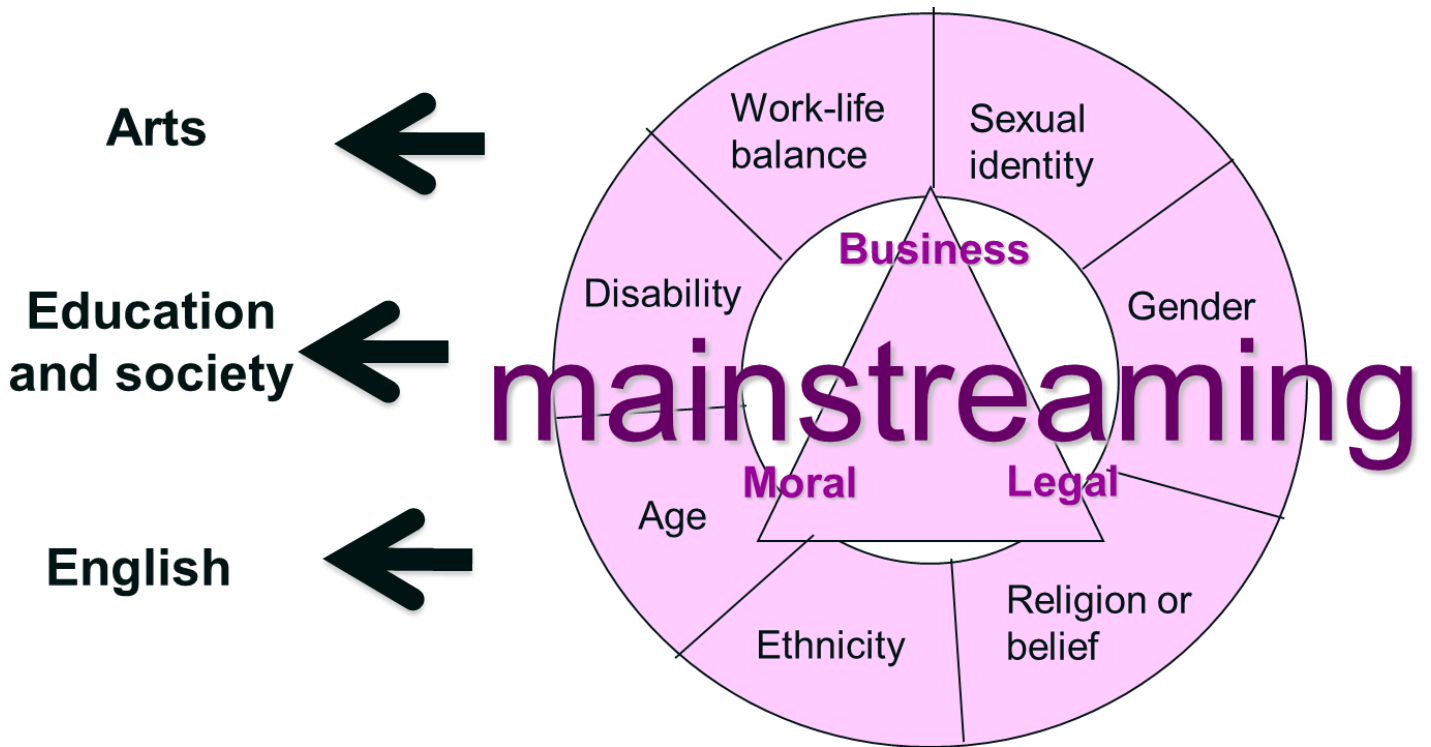 Arts
Education
and society
English
Work-life
balance
Sexual
identity
Disability
Business
Gender
mainstreaming
Moral
Legal
Age
Ethnicity
Religion or
belief